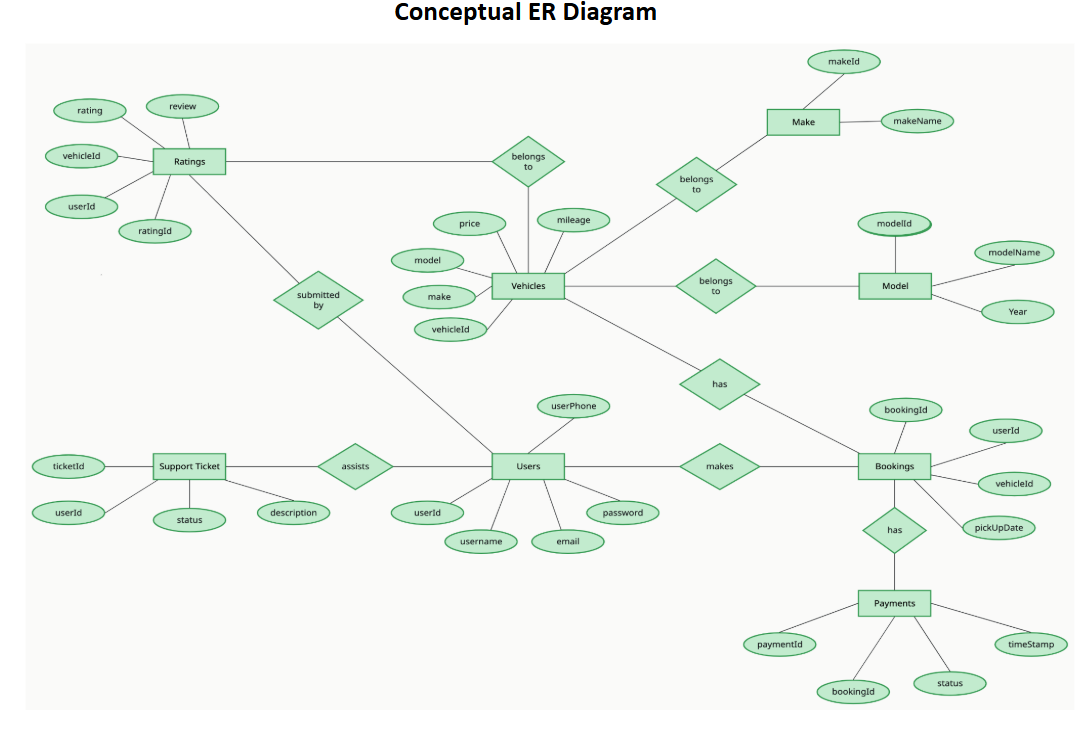 Conceptual ER Diagram
makeId
Make
makeName
rating
review
vehicleId
Ratings
userId
ratingId
belongs
to
belongs
to
price
mileage
model
make
Vehicles
vehicleId
belongs
to
modelId
modelName
Model
Year
submitted
by
has
userPhone
bookingId
userId
ticketId
Support Ticket
assists
Users
makes
Bookings
vehicleId
userId
status
description
userId
username
email
password
pickUpDate
has
Payments
paymentId
bookingId
status
timeStamp